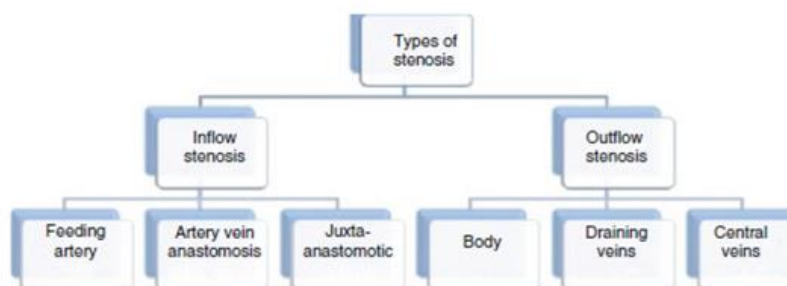 Types of
stenosis
Inflow
stenosis
Outflow
stenosis
Feeding
artery
Artery vein
anastomosis
Juxta-
anastomotic
Body
Draining
veins
Central
veins